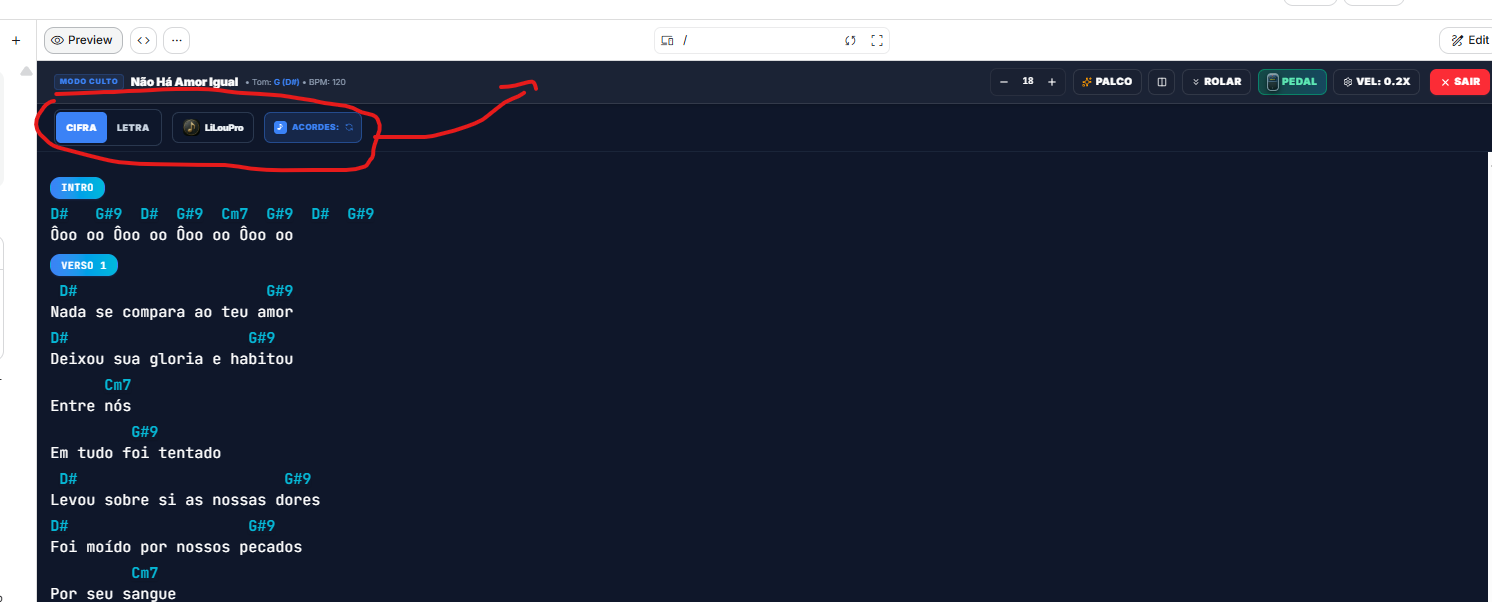 + Preview <> ... / Edit
MODO CULTO Não Há Amor Igual • Tom: G (D#) • BPM: 120 − 18 + PALCO ROLAR PEDAL VEL: 0.2X × SAIR
CIFRA LETRA LiLouPro ACORDES:
INTRO
D# G#9 D# G#9 Cm7 G#9 D# G#9
Ôoo oo Ôoo oo Ôoo oo Ôoo oo
VERSO 1
D# G#9
Nada se compara ao teu amor
D# G#9
Deixou sua gloria e habitou
Cm7
Entre nós
G#9
Em tudo foi tentado
D# G#9
Levou sobre si as nossas dores
D# G#9
Foi moído por nossos pecados
Cm7
Por seu sangue